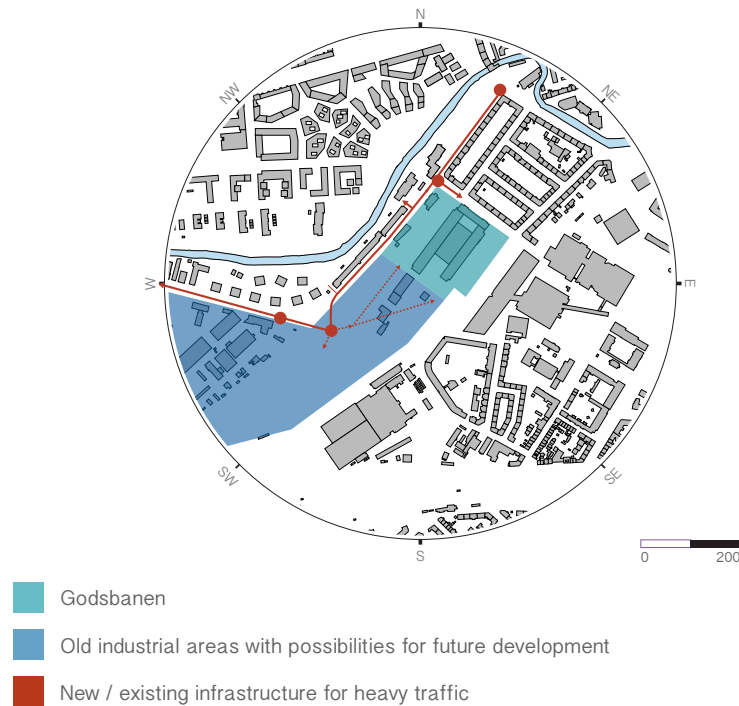 N
NW
NE
W
E
SW
SE
S
0
200
Godsbanen
Old industrial areas with possibilities for future development
New / existing infrastructure for heavy traffic